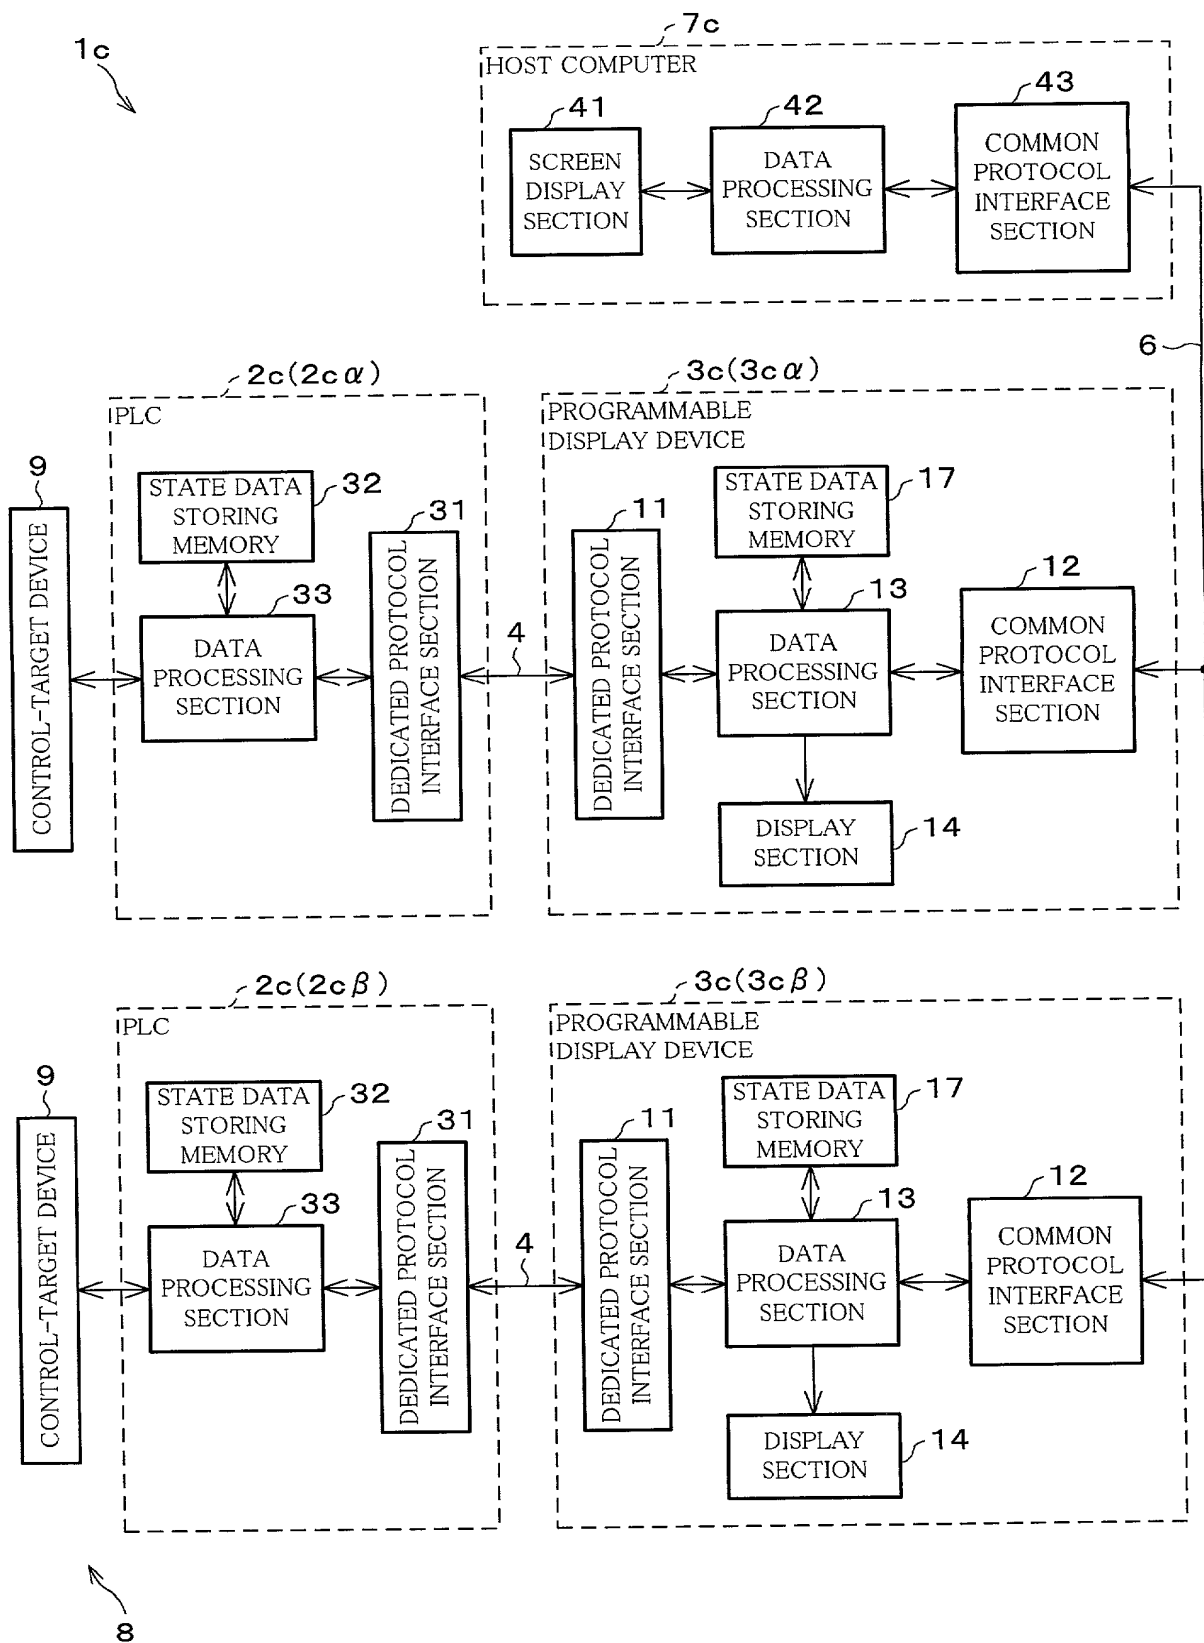 1c
7c
HOST COMPUTER
41
SCREEN
DISPLAY
SECTION
42
DATA
PROCESSING
SECTION
43
COMMON
PROTOCOL
INTERFACE
SECTION
6
2c(2cα)
PLC
9
CONTROL-TARGET DEVICE
STATE DATA
STORING
MEMORY
32
33
DATA
PROCESSING
SECTION
31
DEDICATED PROTOCOL
INTERFACE SECTION
4
3c(3cα)
PROGRAMMABLE
DISPLAY DEVICE
11
DEDICATED PROTOCOL
INTERFACE SECTION
STATE DATA
STORING
MEMORY
17
13
DATA
PROCESSING
SECTION
12
COMMON
PROTOCOL
INTERFACE
SECTION
DISPLAY
SECTION
14
2c(2cβ)
PLC
9
CONTROL-TARGET DEVICE
STATE DATA
STORING
MEMORY
32
33
DATA
PROCESSING
SECTION
31
DEDICATED PROTOCOL
INTERFACE SECTION
4
3c(3cβ)
PROGRAMMABLE
DISPLAY DEVICE
11
DEDICATED PROTOCOL
INTERFACE SECTION
STATE DATA
STORING
MEMORY
17
13
DATA
PROCESSING
SECTION
12
COMMON
PROTOCOL
INTERFACE
SECTION
DISPLAY
SECTION
14
8